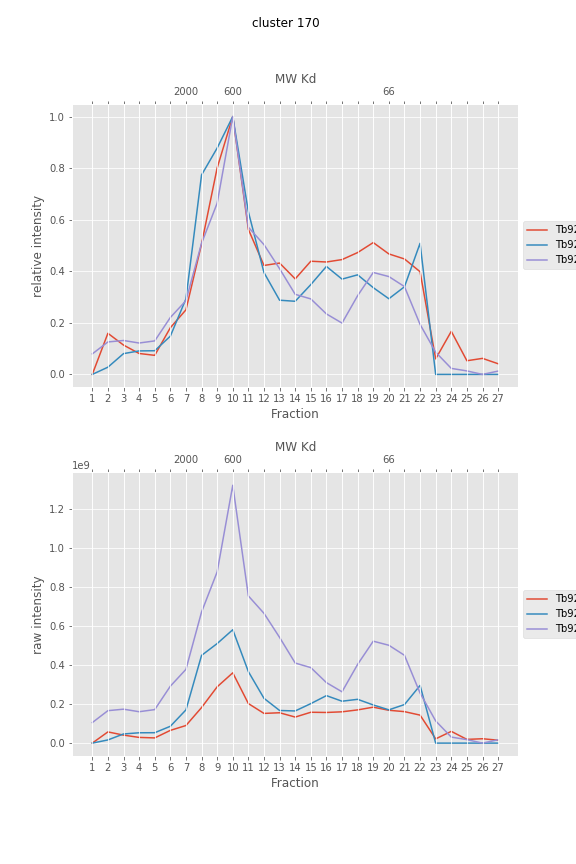 cluster 170
MW Kd
2000 600 66
1.0
0.8
0.6
0.4
0.2
0.0
relative intensity
Tb92
Tb92
Tb92
1 2 3 4 5 6 7 8 9 10 11 12 13 14 15 16 17 18 19 20 21 22 23 24 25 26 27
Fraction
MW Kd
2000 600 66
1e9
1.2
1.0
0.8
0.6
0.4
0.2
0.0
raw intensity
Tb92
Tb92
Tb92
1 2 3 4 5 6 7 8 9 10 11 12 13 14 15 16 17 18 19 20 21 22 23 24 25 26 27
Fraction